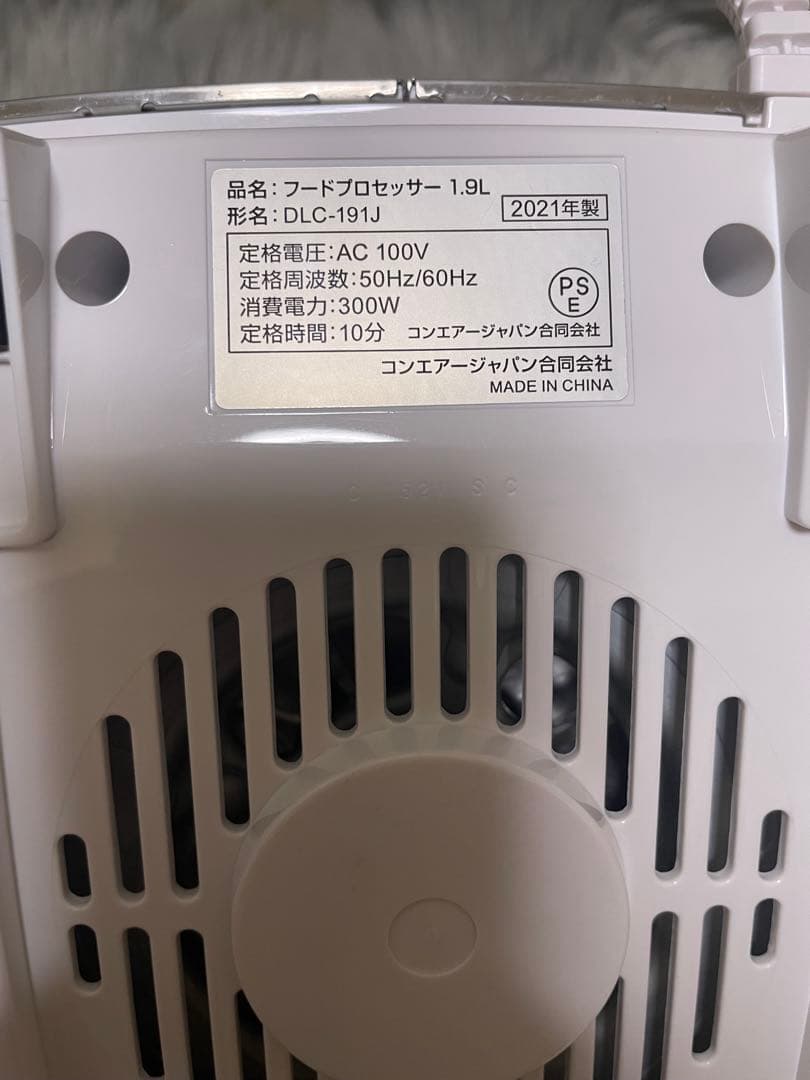 品名：フードプロセッサー 1.9L
形名：DLC-191J
2021年製
定格電圧：AC 100V
定格周波数：50Hz/60Hz
消費電力：300W
定格時間：10分
PS
E
コンエアージャパン合同会社
コンエアージャパン合同会社
MADE IN CHINA